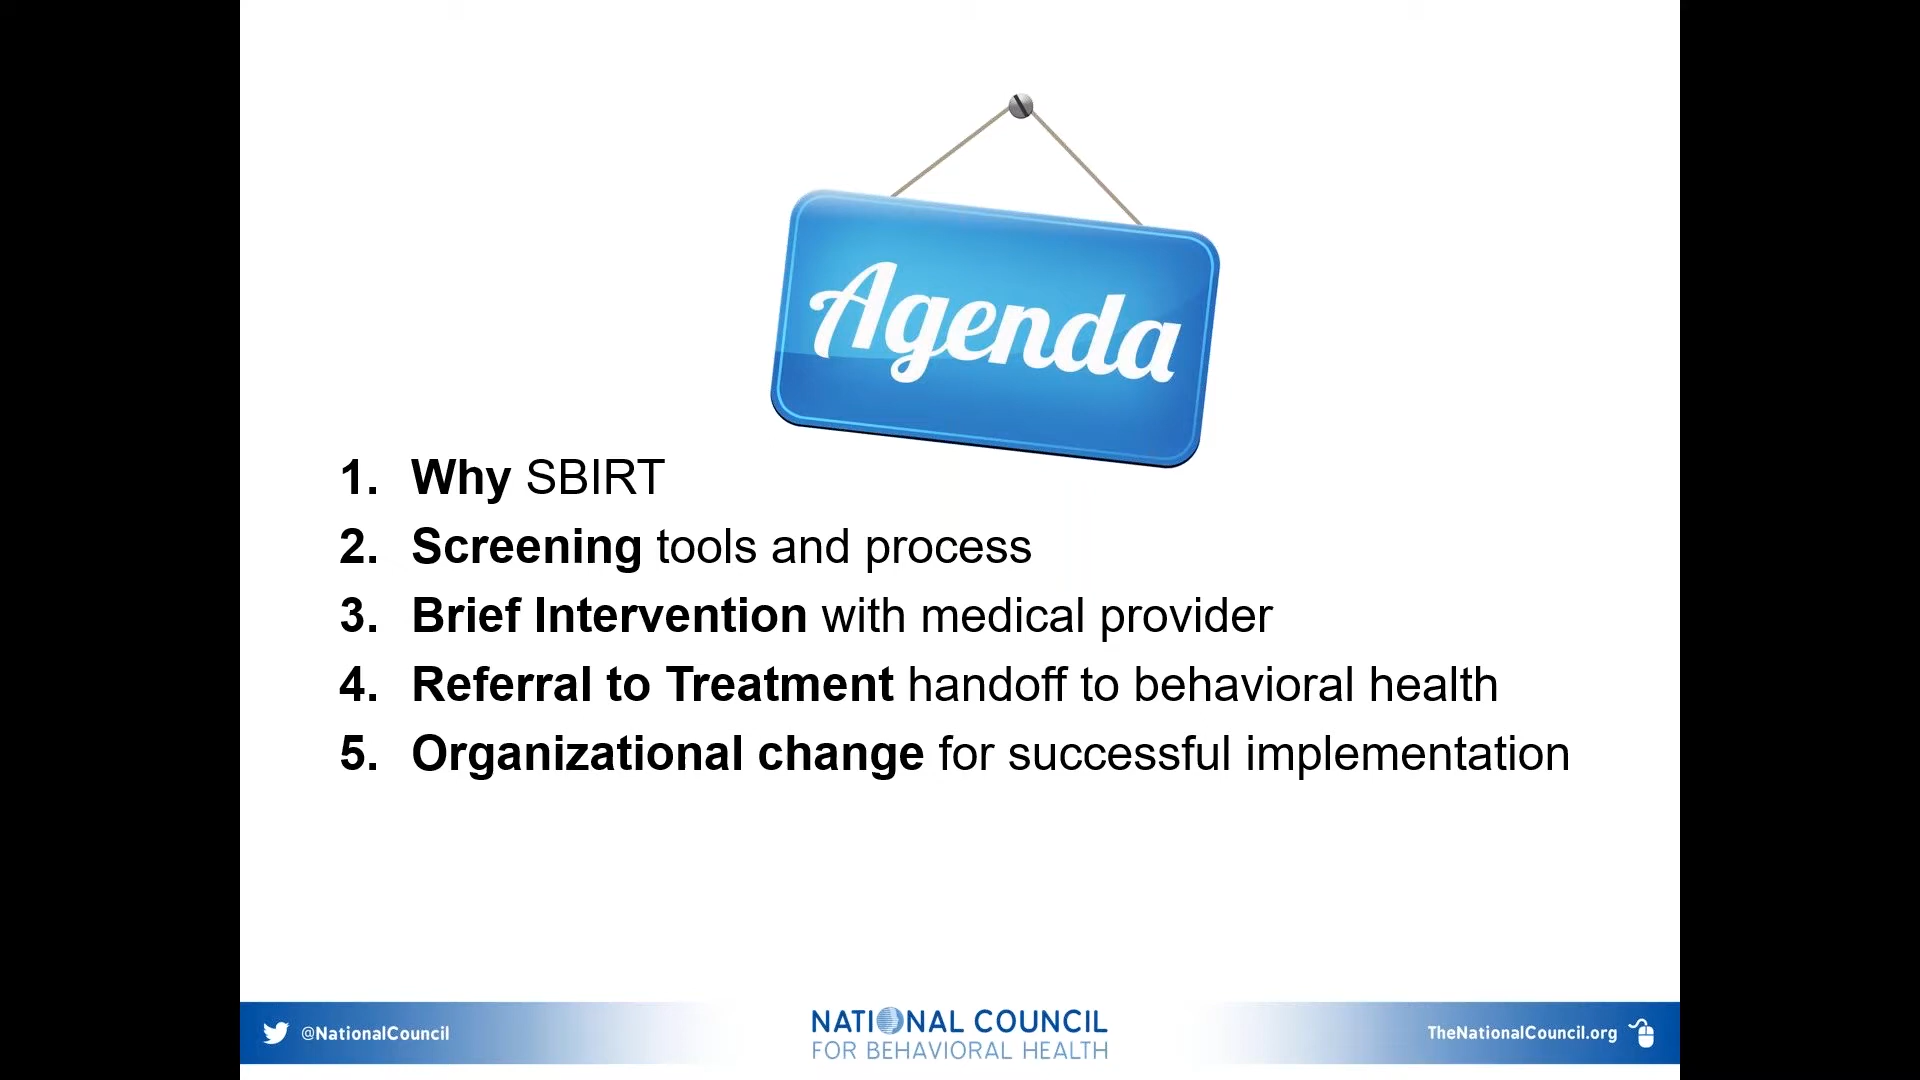 Agenda
1. Why SBIRT
2. Screening tools and process
3. Brief Intervention with medical provider
4. Referral to Treatment handoff to behavioral health
5. Organizational change for successful implementation
@NationalCouncil
NATIONAL COUNCIL
FOR BEHAVIORAL HEALTH
TheNationalCouncil.org